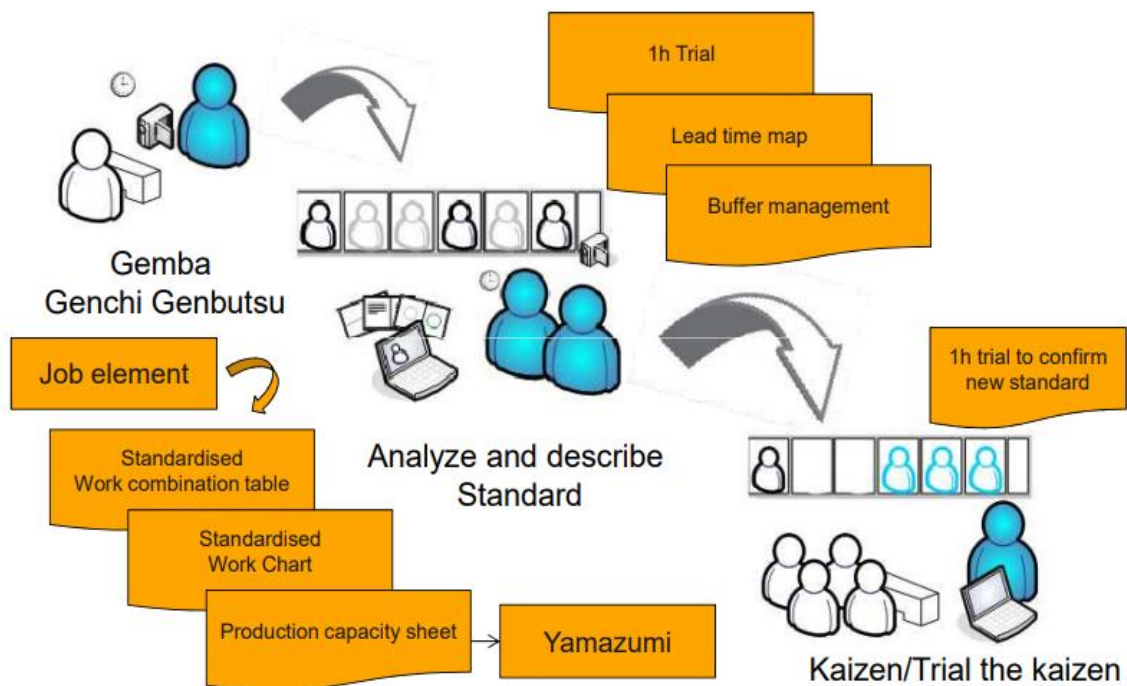 1h Trial
Lead time map
Buffer management
Gemba
Genchi Genbutsu
Job element
1h trial to confirm
new standard
Standardised
Work combination table
Analyze and describe
Standard
Standardised
Work Chart
Production capacity sheet
Yamazumi
Kaizen/Trial the kaizen